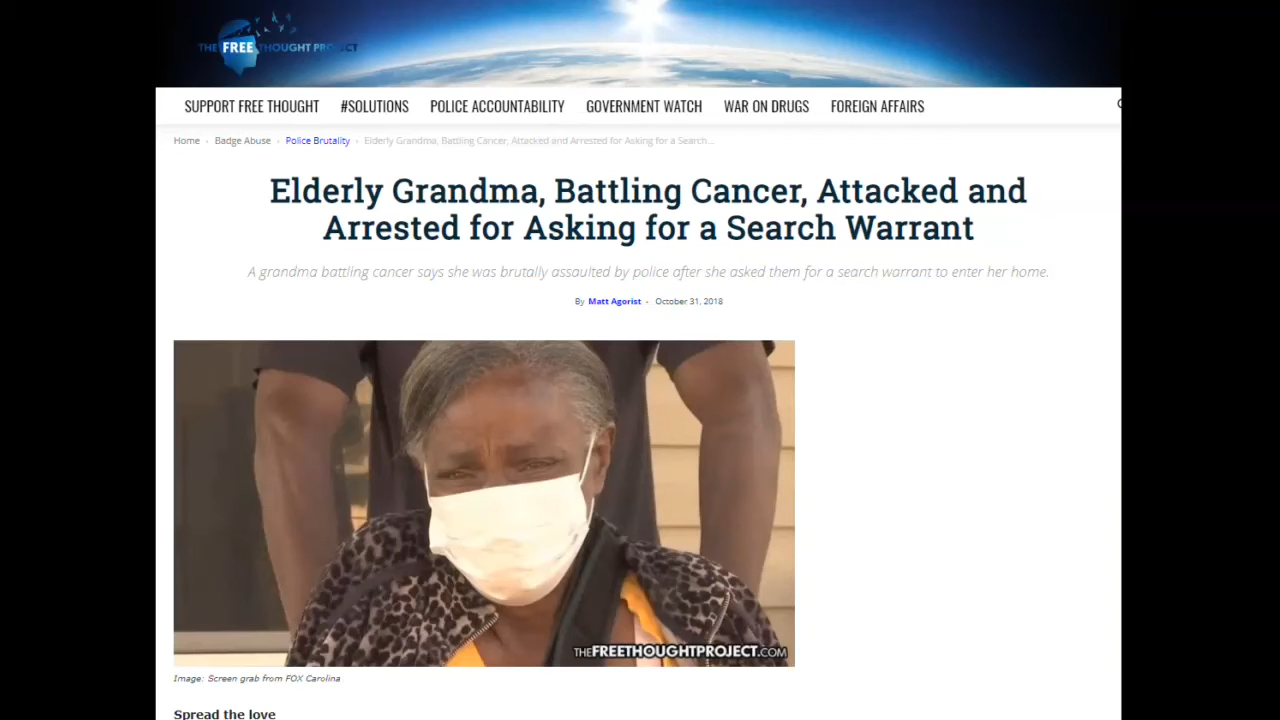 THE FREE THOUGHT PROJECT
SUPPORT FREE THOUGHT #SOLUTIONS POLICE ACCOUNTABILITY GOVERNMENT WATCH WAR ON DRUGS FOREIGN AFFAIRS
Home › Badge Abuse › Police Brutality › Elderly Grandma, Battling Cancer, Attacked and Arrested for Asking for a Search...
Elderly Grandma, Battling Cancer, Attacked and
Arrested for Asking for a Search Warrant
A grandma battling cancer says she was brutally assaulted by police after she asked them for a search warrant to enter her home.
By Matt Agorist - October 31, 2018
THEFREETHOUGHTPROJECT.COM
Image: Screen grab from FOX Carolina
Spread the love